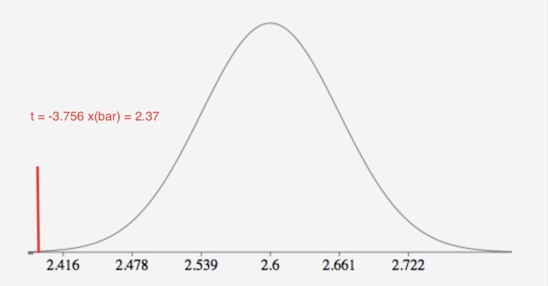 t = -3.756 x(bar) = 2.37
2.416 2.478 2.539 2.6 2.661 2.722